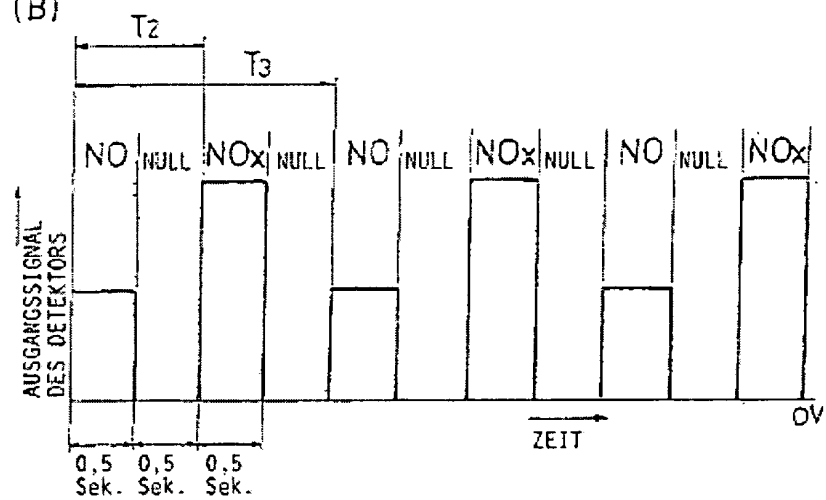 (B)
T2
T3
NO NULL NOx NULL NO NULL NOx NULL NO NULL NOx
AUSGANGSSIGNAL
DES DETEKTORS
0V
ZEIT
0,5 0,5 0,5
Sek. Sek. Sek.